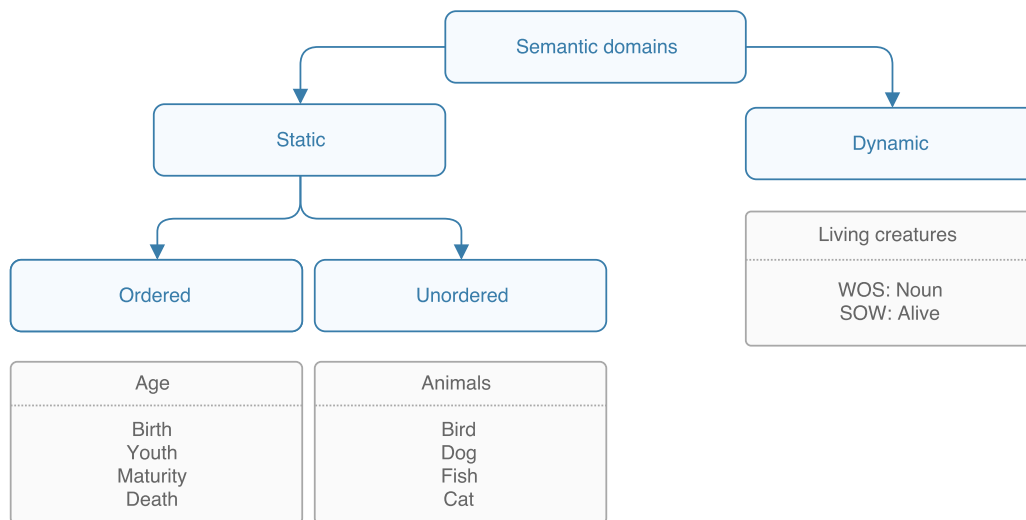 Semantic domains
Static
Dynamic
Ordered
Unordered
Living creatures
WOS: Noun
SOW: Alive
Age
Birth
Youth
Maturity
Death
Animals
Bird
Dog
Fish
Cat